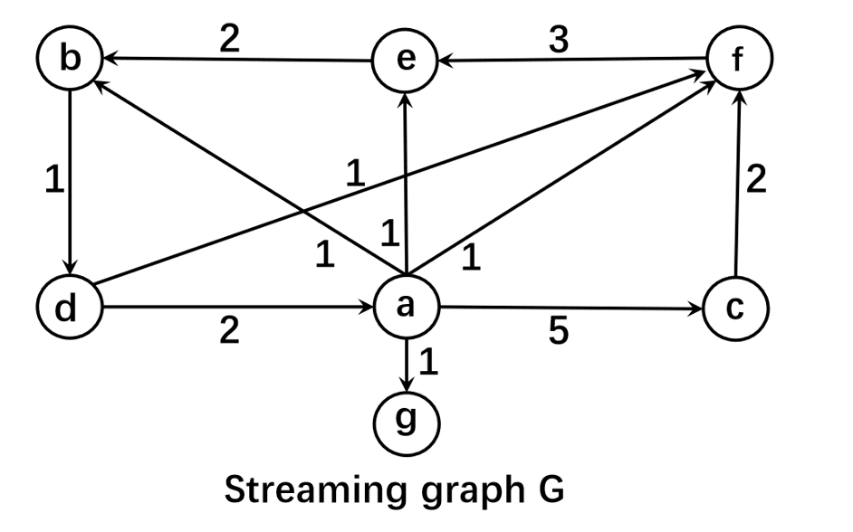 b 2 e 3 f
1 1 2
1 1 1
d 2 a 5 c
1
g
Streaming graph G